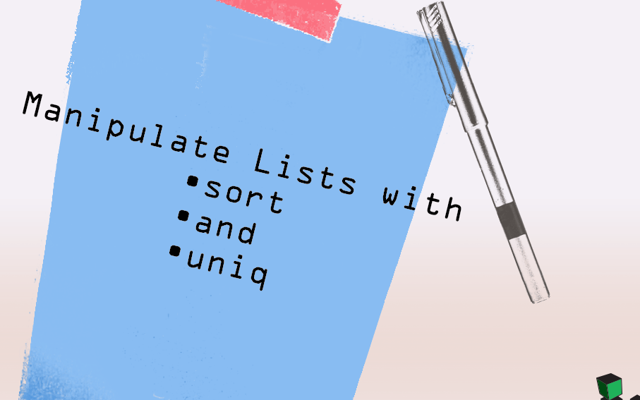 Manipulate Lists with
•sort
•and
•uniq